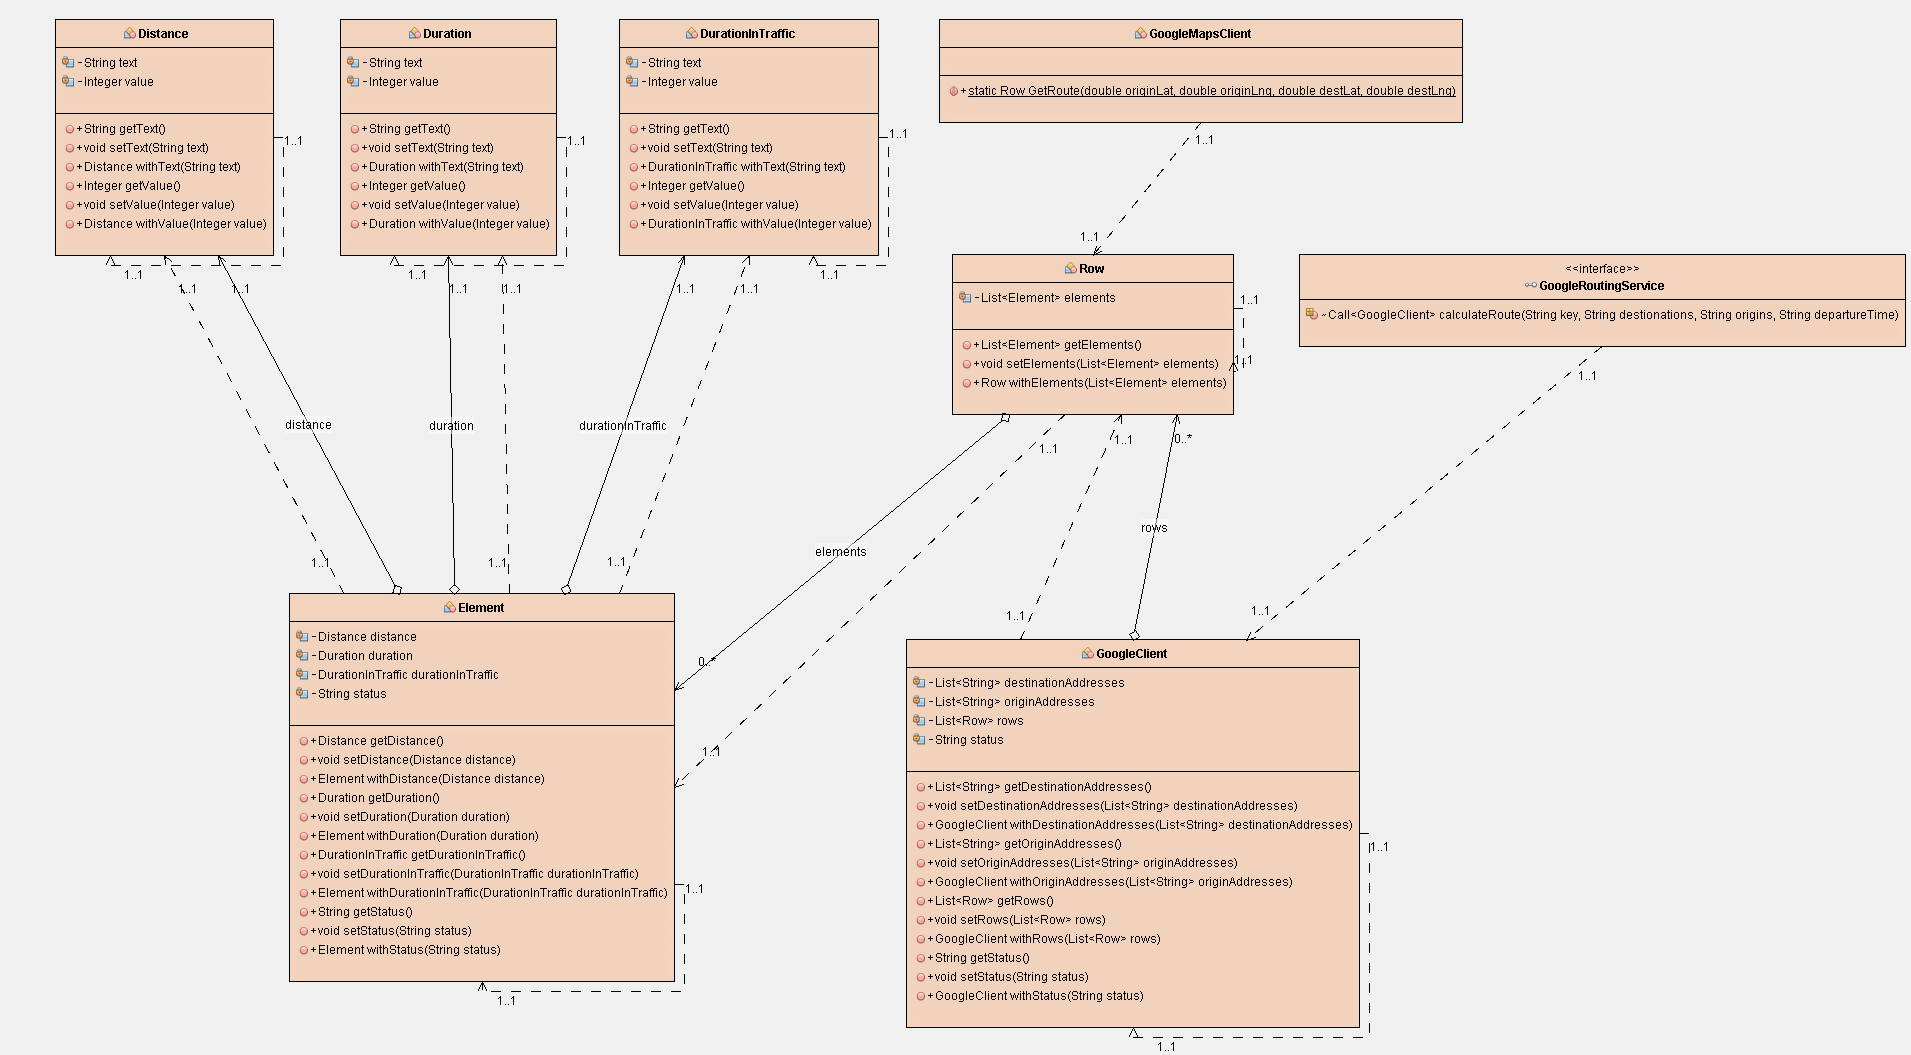 Distance
- String text
- Integer value
+ String getText()
+ void setText(String text)
+ Distance withText(String text)
+ Integer getValue()
+ void setValue(Integer value)
+ Distance withValue(Integer value)
1..1
1..1
1..1
1..1
Duration
- String text
- Integer value
+ String getText()
+ void setText(String text)
+ Duration withText(String text)
+ Integer getValue()
+ void setValue(Integer value)
+ Duration withValue(Integer value)
1..1
1..1
1..1
1..1
DurationInTraffic
- String text
- Integer value
+ String getText()
+ void setText(String text)
+ DurationInTraffic withText(String text)
+ Integer getValue()
+ void setValue(Integer value)
+ DurationInTraffic withValue(Integer value)
1..1
1..1
1..1
1..1
GoogleMapsClient
+ static Row GetRoute(double originLat, double originLng, double destLat, double destLng)
1..1
1..1
Row
- List<Element> elements
+ List<Element> getElements()
+ void setElements(List<Element> elements)
+ Row withElements(List<Element> elements)
1..1
1..1
<<interface>>
GoogleRoutingService
~ Call<GoogleClient> calculateRoute(String key, String destionations, String origins, String departureTime)
1..1
distance
duration
durationInTraffic
1..1
1..1
0..*
rows
elements
1..1
1..1
1..1
1..1
1..1
0..*
1..1
Element
- Distance distance
- Duration duration
- DurationInTraffic durationInTraffic
- String status
+ Distance getDistance()
+ void setDistance(Distance distance)
+ Element withDistance(Distance distance)
+ Duration getDuration()
+ void setDuration(Duration duration)
+ Element withDuration(Duration duration)
+ DurationInTraffic getDurationInTraffic()
+ void setDurationInTraffic(DurationInTraffic durationInTraffic)
+ Element withDurationInTraffic(DurationInTraffic durationInTraffic)
+ String getStatus()
+ void setStatus(String status)
+ Element withStatus(String status)
1..1
1..1
GoogleClient
- List<String> destinationAddresses
- List<String> originAddresses
- List<Row> rows
- String status
+ List<String> getDestinationAddresses()
+ void setDestinationAddresses(List<String> destinationAddresses)
+ GoogleClient withDestinationAddresses(List<String> destinationAddresses)
+ List<String> getOriginAddresses()
+ void setOriginAddresses(List<String> originAddresses)
+ GoogleClient withOriginAddresses(List<String> originAddresses)
+ List<Row> getRows()
+ void setRows(List<Row> rows)
+ GoogleClient withRows(List<Row> rows)
+ String getStatus()
+ void setStatus(String status)
+ GoogleClient withStatus(String status)
1..1
1..1